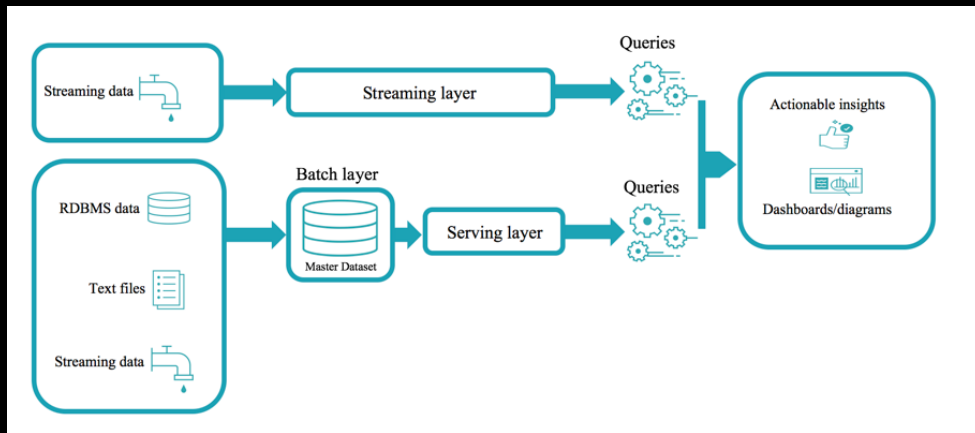 Queries
Streaming data
Streaming layer
Actionable insights
Dashboards/diagrams
Batch layer
RDBMS data
Master Dataset
Serving layer
Queries
Text files
Streaming data